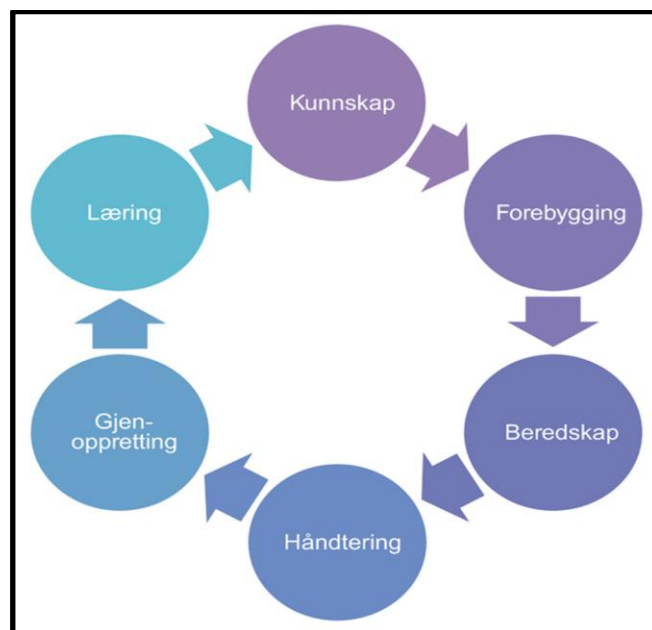 Kunnskap
Forebygging
Beredskap
Håndtering
Gjen-
oppretting
Læring